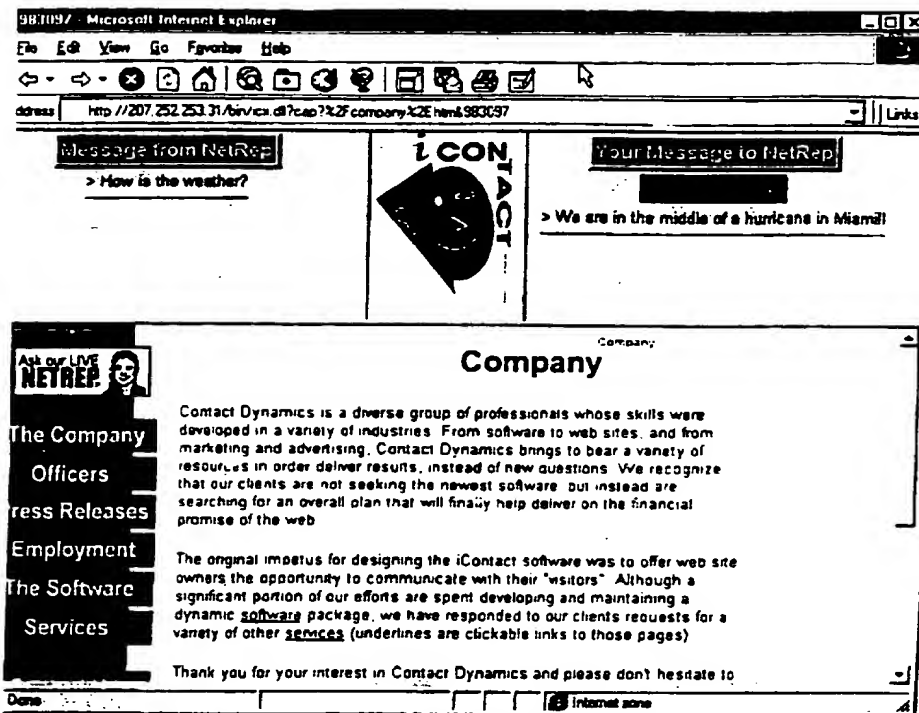 983097 - Microsoft Internet Explorer
File Edit View Go Favorites Help
Address http://207.252.253.31/bin/icx.dll?cap?%2Fcompany%2Ehtm&983097 Links
Message from NetRep
> How is the weather?
i CONTACT
Your Message to NetRep
> We are in the middle of a hurricane in Miami!!
Ask our LIVE
NETREP.
The Company
Officers
ress Releases
Employment
The Software
Services
Company
Company
Contact Dynamics is a diverse group of professionals whose skills were
developed in a variety of industries. From software to web sites, and from
marketing and advertising, Contact Dynamics brings to bear a variety of
resources in order deliver results, instead of new questions. We recognize
that our clients are not seeking the newest software but instead are
searching for an overall plan that will finally help deliver on the financial
promise of the web
The original impetus for designing the iContact software was to offer web site
owners the opportunity to communicate with their "visitors". Although a
significant portion of our efforts are spent developing and maintaining a
dynamic software package, we have responded to our clients requests for a
variety of other services (underlines are clickable links to those pages)
Thank you for your interest in Contact Dynamics and please don't hesitate to
Done Internet zone